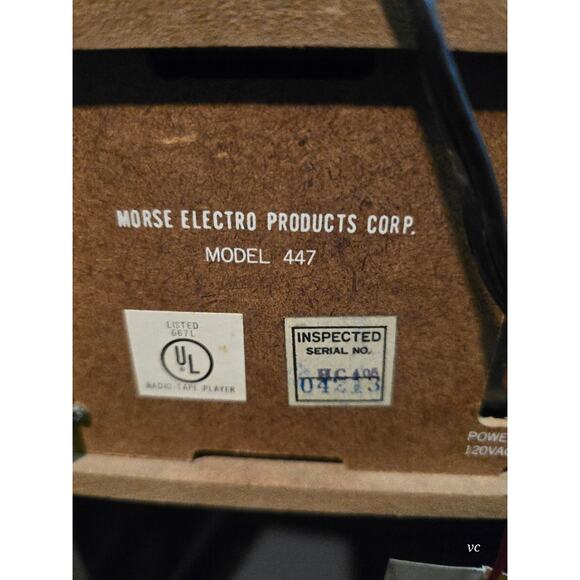 MORSE ELECTRO PRODUCTS CORP.
MODEL 447
LISTED
667L
UL
RADIO-TAPE PLAYER
INSPECTED
SERIAL NO.
POWE
120VAC
vc